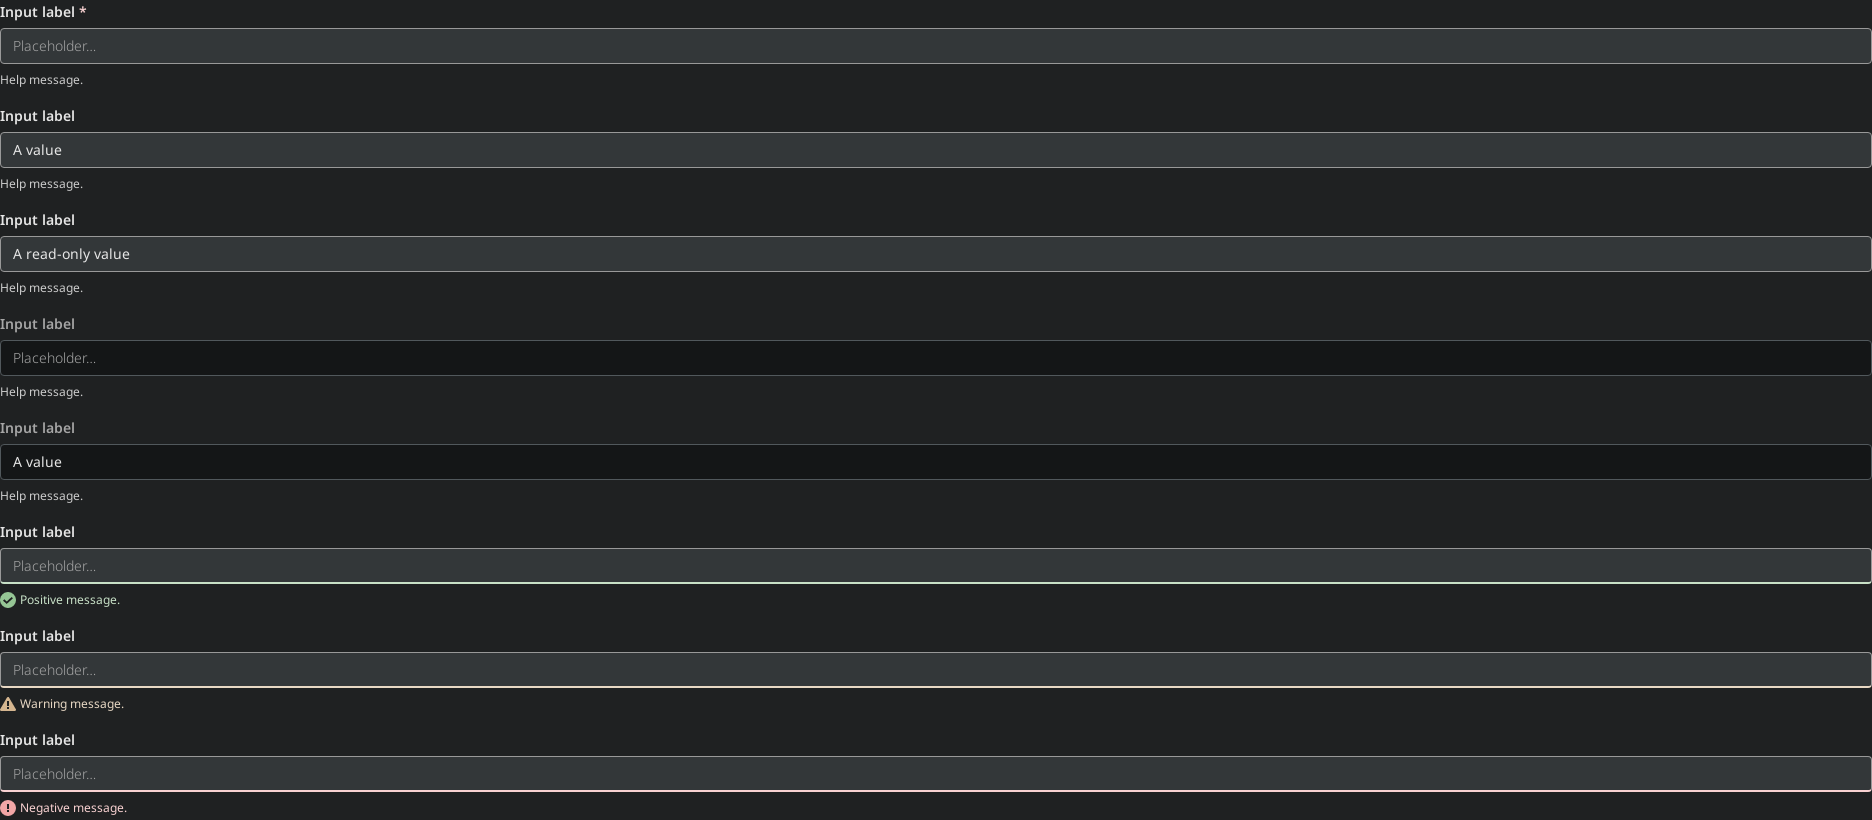 Input label *
Placeholder...
Help message.
Input label
A value
Help message.
Input label
A read-only value
Help message.
Input label
Placeholder...
Help message.
Input label
A value
Help message.
Input label
Placeholder...
Positive message.
Input label
Placeholder...
Warning message.
Input label
Placeholder...
Negative message.